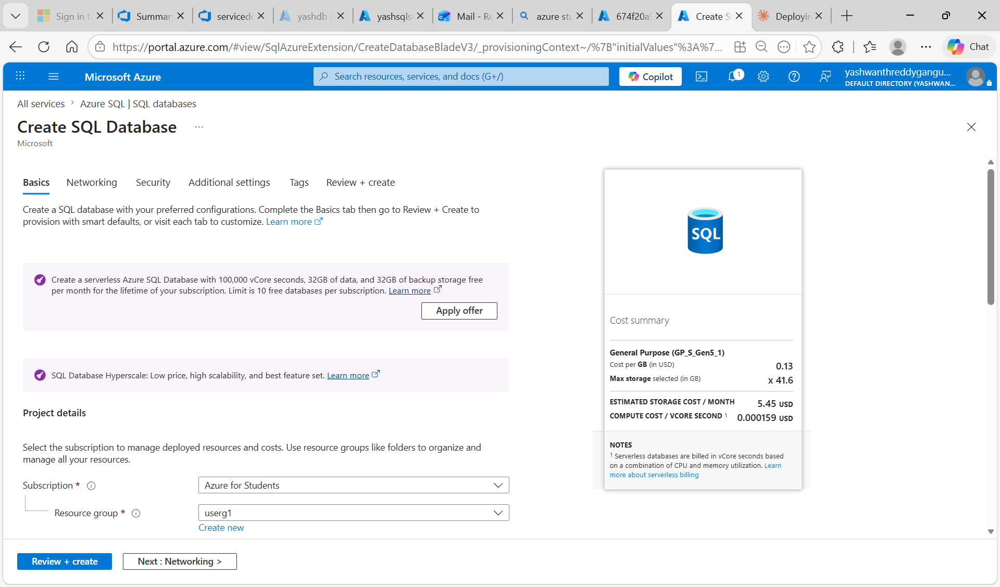 Sign in to
Summar
servicede
yashdb (
yashsqls
Mail - Re
azure stu
674f20a9
Create S
Deployin
https://portal.azure.com/#view/SqlAzureExtension/CreateDatabaseBladeV3/_provisioningContext~/%7B"initialValues"%3A%7...
Chat
Microsoft Azure
Search resources, services, and docs (G+/)
Copilot
1
yashwanthreddygangu...
DEFAULT DIRECTORY (YASHWAN...
All services > Azure SQL | SQL databases
Create SQL Database ...
Microsoft
Basics
Networking
Security
Additional settings
Tags
Review + create
Create a SQL database with your preferred configurations. Complete the Basics tab then go to Review + Create to
provision with smart defaults, or visit each tab to customize. Learn more
Create a serverless Azure SQL Database with 100,000 vCore seconds, 32GB of data, and 32GB of backup storage free
per month for the lifetime of your subscription. Limit is 10 free databases per subscription. Learn more
Apply offer
SQL Database Hyperscale: Low price, high scalability, and best feature set. Learn more
Project details
Select the subscription to manage deployed resources and costs. Use resource groups like folders to organize and
manage all your resources.
Subscription *
Azure for Students
Resource group *
userg1
Create new
Review + create
Next : Networking >
SQL
Cost summary
General Purpose (GP_S_Gen5_1)
Cost per GB (in USD) 0.13
Max storage selected (in GB) x 41.6
ESTIMATED STORAGE COST / MONTH 5.45 USD
COMPUTE COST / VCORE SECOND 1 0.000159 USD
NOTES
1 Serverless databases are billed in vCore seconds based
on a combination of CPU and memory utilization. Learn
more about serverless billing